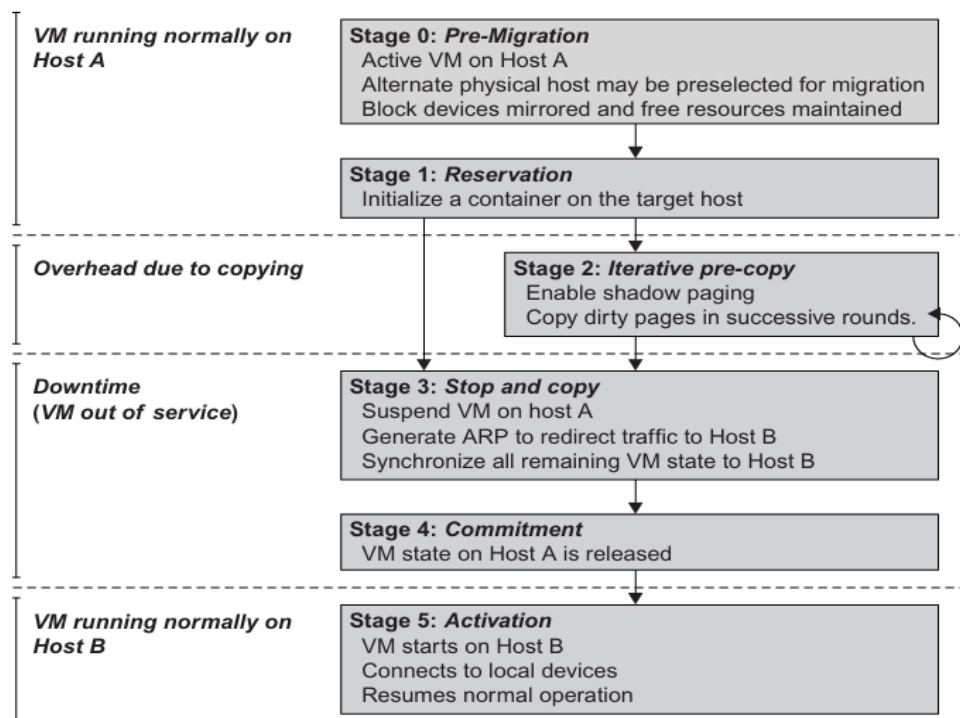 VM running normally on
Host A
Stage 0: Pre-Migration
Active VM on Host A
Alternate physical host may be preselected for migration
Block devices mirrored and free resources maintained
Stage 1: Reservation
Initialize a container on the target host
Overhead due to copying
Stage 2: Iterative pre-copy
Enable shadow paging
Copy dirty pages in successive rounds.
Downtime
(VM out of service)
Stage 3: Stop and copy
Suspend VM on host A
Generate ARP to redirect traffic to Host B
Synchronize all remaining VM state to Host B
Stage 4: Commitment
VM state on Host A is released
VM running normally on
Host B
Stage 5: Activation
VM starts on Host B
Connects to local devices
Resumes normal operation